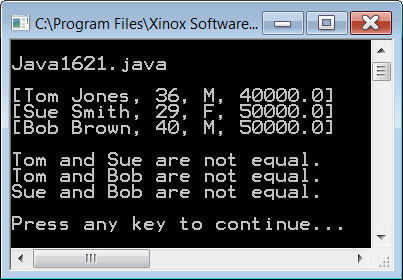 C:\Program Files\Xinox Software...
Java1621.java
[Tom Jones, 36, M, 40000.0]
[Sue Smith, 29, F, 50000.0]
[Bob Brown, 40, M, 50000.0]
Tom and Sue are not equal.
Tom and Bob are not equal.
Sue and Bob are not equal.
Press any key to continue...